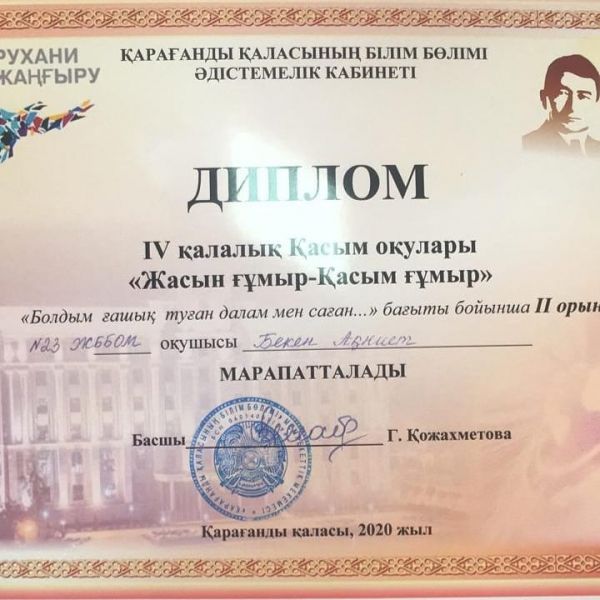 РУХАНИ
ЖАҢҒЫРУ
ҚАРАҒАНДЫ ҚАЛАСЫНЫҢ БІЛІМ БӨЛІМІ
ӘДІСТЕМЕЛІК КАБИНЕТІ
ДИПЛОМ
IV қалалық Қасым оқулары
«Жасын ғұмыр-Қасым ғұмыр»
«Болдым ғашық туған далам мен саған...» бағыты бойынша II орын
№23 ЖББОМ оқушысы Бекен
МАРАПАТТАЛАДЫ
Басшы Г. Қожахметова
Қарағанды қаласы, 2020 жыл